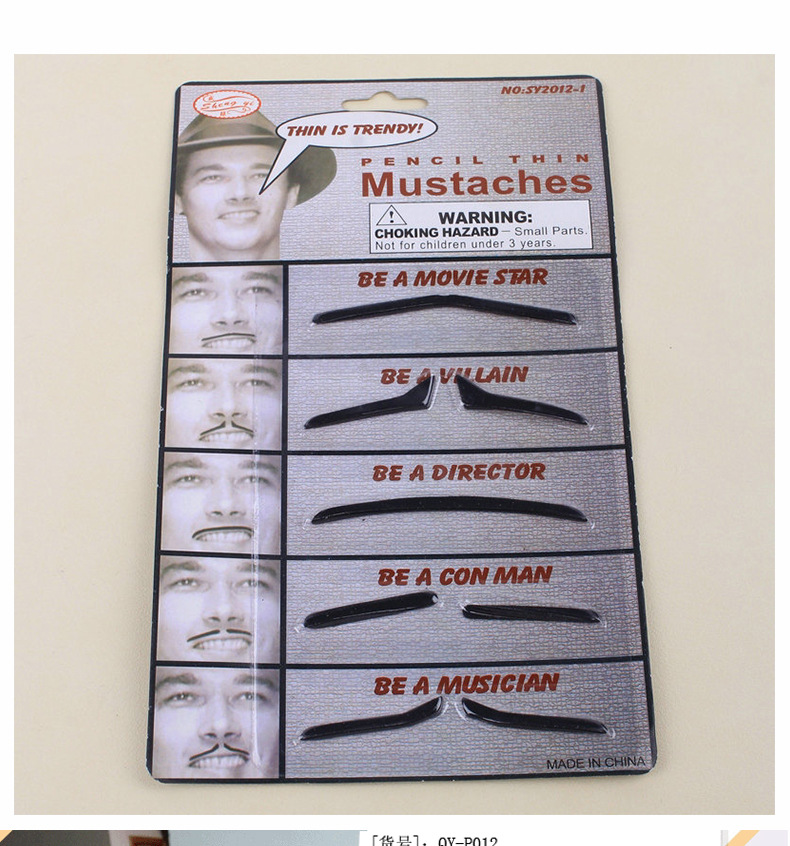 Sheng yi
NO:SY2012-1
THIN IS TRENDY!
PENCIL THIN
Mustaches
WARNING:
CHOKING HAZARD — Small Parts.
Not for children under 3 years.
BE A MOVIE STAR
BE A VILLAIN
BE A DIRECTOR
BE A CON MAN
BE A MUSICIAN
MADE IN CHINA
[货号]: QY-P012